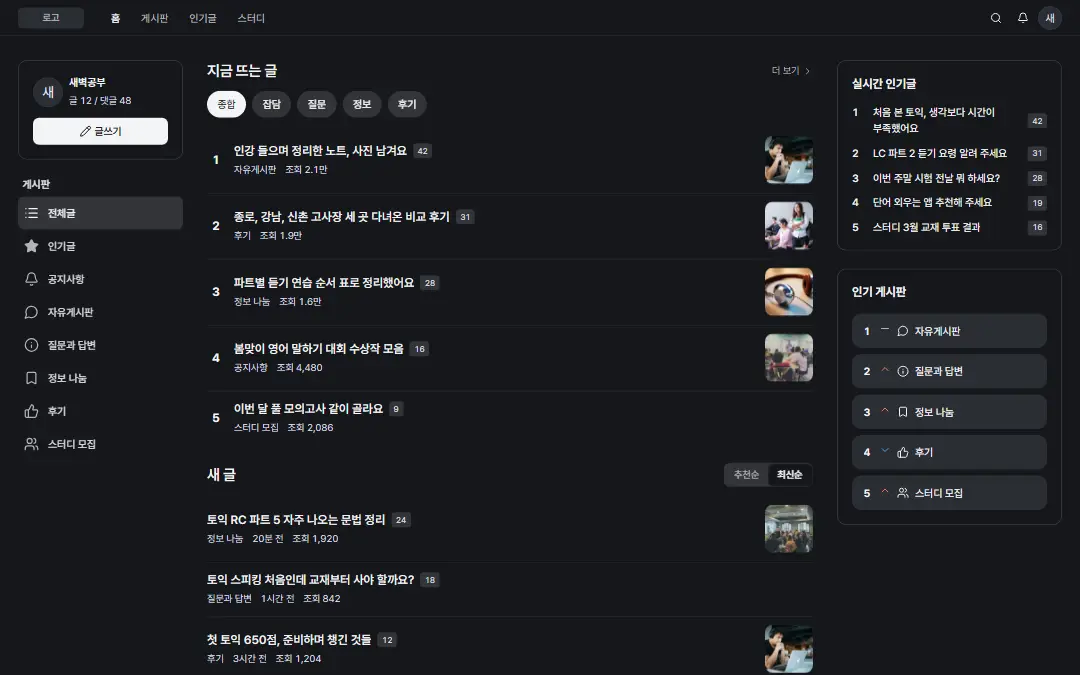 로고
홈
게시판
인기글
스터디
새
새
새벽공부
글 12 / 댓글 48
글쓰기
게시판
전체글
인기글
공지사항
자유게시판
질문과 답변
정보 나눔
후기
스터디 모집
지금 뜨는 글
더 보기
종합
잡담
질문
정보
후기
1
인강 들으며 정리한 노트, 사진 남겨요 42
자유게시판 조회 2.1만
2
종로, 강남, 신촌 고사장 세 곳 다녀온 비교 후기 31
후기 조회 1.9만
3
파트별 듣기 연습 순서 표로 정리했어요 28
정보 나눔 조회 1.6만
4
봄맞이 영어 말하기 대회 수상작 모음 16
공지사항 조회 4,480
5
이번 달 풀 모의고사 같이 골라요 9
스터디 모집 조회 2,086
새 글
추천순
최신순
토익 RC 파트 5 자주 나오는 문법 정리 24
정보 나눔 20분 전 조회 1,920
토익 스피킹 처음인데 교재부터 사야 할까요? 18
질문과 답변 1시간 전 조회 842
첫 토익 650점, 준비하며 챙긴 것들 12
후기 3시간 전 조회 1,204
실시간 인기글
1 처음 본 토익, 생각보다 시간이
부족했어요 42
2 LC 파트 2 듣기 요령 알려 주세요 31
3 이번 주말 시험 전날 뭐 하세요? 28
4 단어 외우는 앱 추천해 주세요 19
5 스터디 3월 교재 투표 결과 16
인기 게시판
1 자유게시판
2 질문과 답변
3 정보 나눔
4 후기
5 스터디 모집